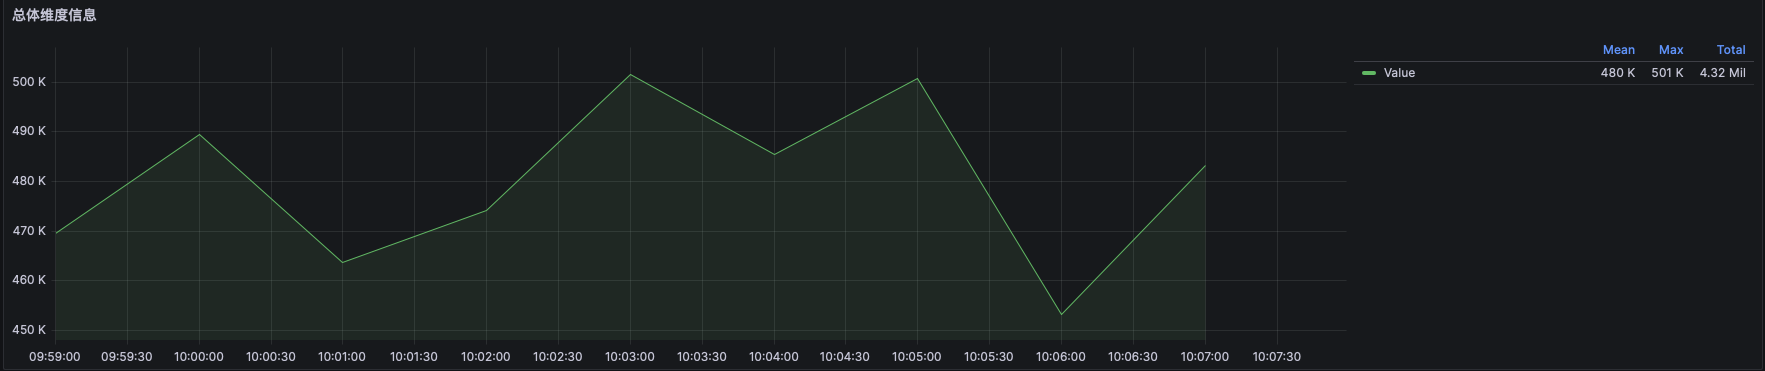 总体维度信息
Mean Max Total
Value 480 K 501 K 4.32 Mil
500 K
490 K
480 K
470 K
460 K
450 K
09:59:00 09:59:30 10:00:00 10:00:30 10:01:00 10:01:30 10:02:00 10:02:30 10:03:00 10:03:30 10:04:00 10:04:30 10:05:00 10:05:30 10:06:00 10:06:30 10:07:00 10:07:30